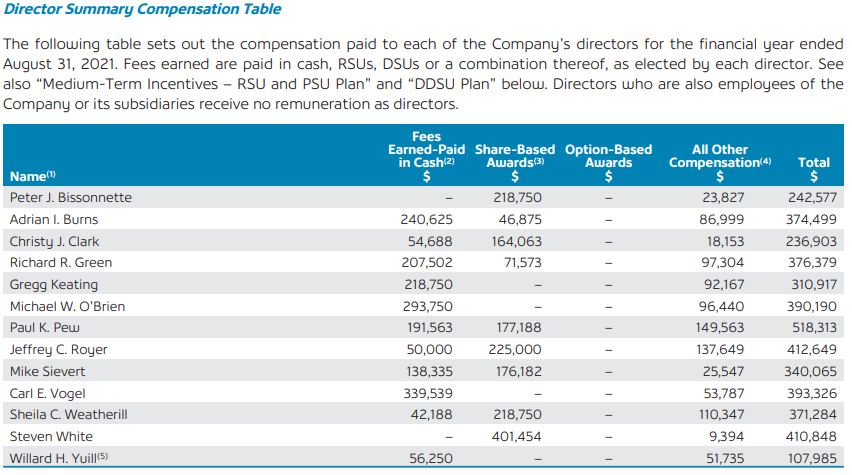 Director Summary Compensation Table
The following table sets out the compensation paid to each of the Company's directors for the financial year ended
August 31, 2021. Fees earned are paid in cash, RSUs, DSUs or a combination thereof, as elected by each director. See
also “Medium-Term Incentives – RSU and PSU Plan” and “DDSU Plan” below. Directors who are also employees of the
Company or its subsidiaries receive no remuneration as directors.
Fees
Earned-Paid Share-Based Option-Based All Other
in Cash(2) Awards(3) Awards Compensation(4) Total
Name(1) $ $ $ $ $
Peter J. Bissonnette – 218,750 – 23,827 242,577
Adrian I. Burns 240,625 46,875 – 86,999 374,499
Christy J. Clark 54,688 164,063 – 18,153 236,903
Richard R. Green 207,502 71,573 – 97,304 376,379
Gregg Keating 218,750 – – 92,167 310,917
Michael W. O'Brien 293,750 – – 96,440 390,190
Paul K. Pew 191,563 177,188 – 149,563 518,313
Jeffrey C. Royer 50,000 225,000 – 137,649 412,649
Mike Sievert 138,335 176,182 – 25,547 340,065
Carl E. Vogel 339,539 – – 53,787 393,326
Sheila C. Weatherill 42,188 218,750 – 110,347 371,284
Steven White – 401,454 – 9,394 410,848
Willard H. Yuill(5) 56,250 – – 51,735 107,985